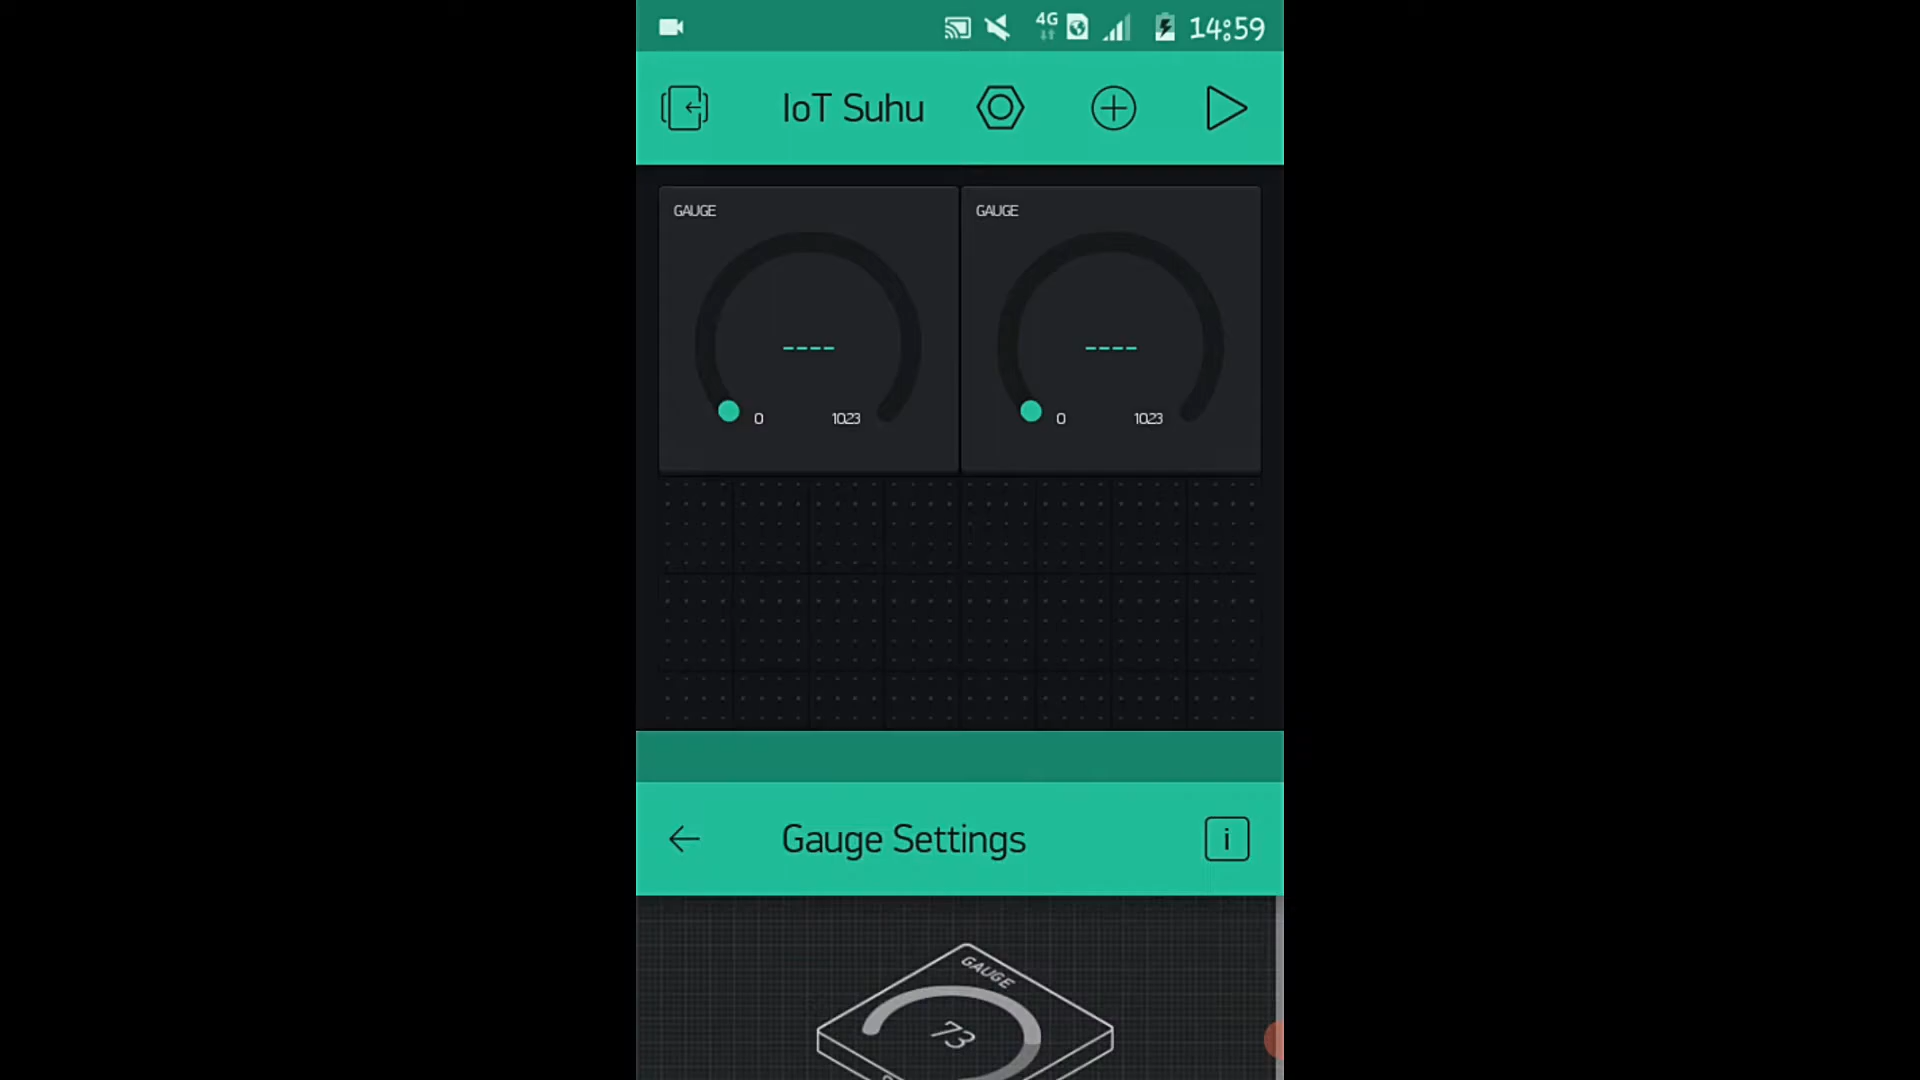 4G 14:59
IoT Suhu
GAUGE GAUGE
---- ----
0 1023 0 1023
Gauge Settings i
GAUGE
73